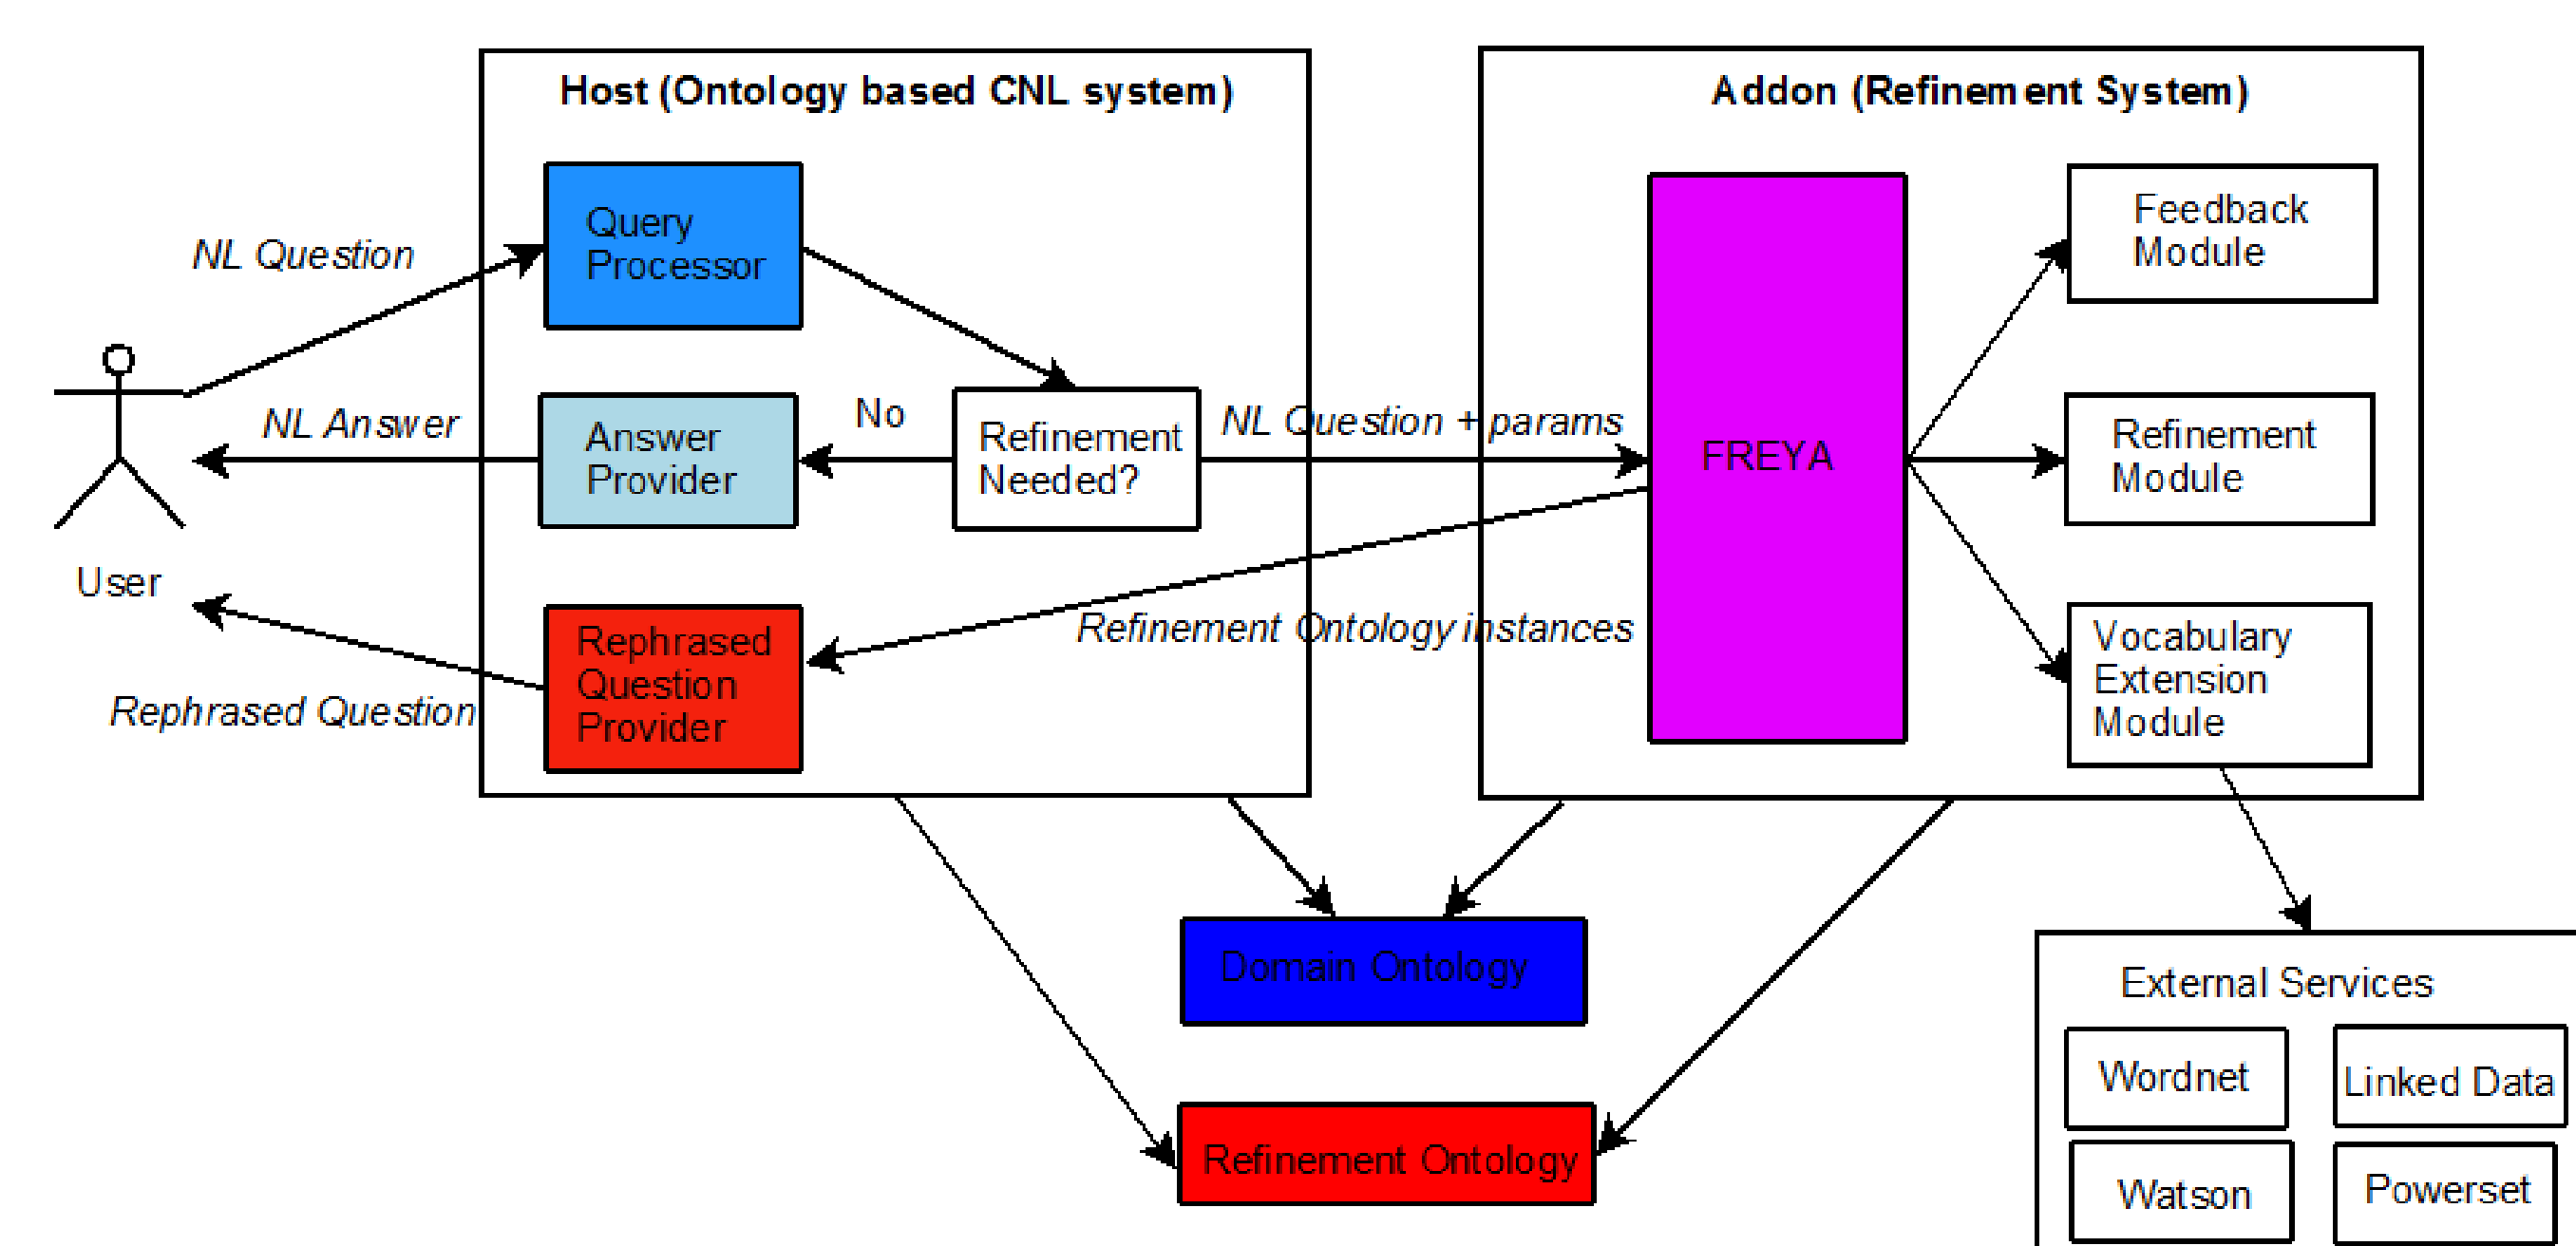 Host (Ontology based CNL system)
Addon (Refinement System)
Query
Processor
Feedback
Module
NL Question
NL Answer
No
Answer
Provider
Refinement
Needed?
NL Question + params
FREYA
Refinement
Module
User
Rephrased
Question
Provider
Refinement Ontology instances
Vocabulary
Extension
Module
Rephrased Question
Domain Ontology
External Services
Wordnet
Linked Data
Refinement Ontology
Watson
Powerset